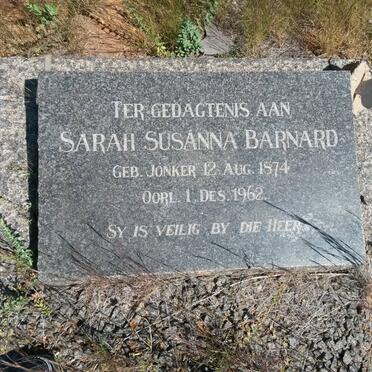 TER GEDAGTENIS AAN
SARAH SUSANNA BARNARD
GEB. JONKER 12 AUG. 1874
OORL. 1 DES. 1962.
SY IS VEILIG BY DIE HEER.